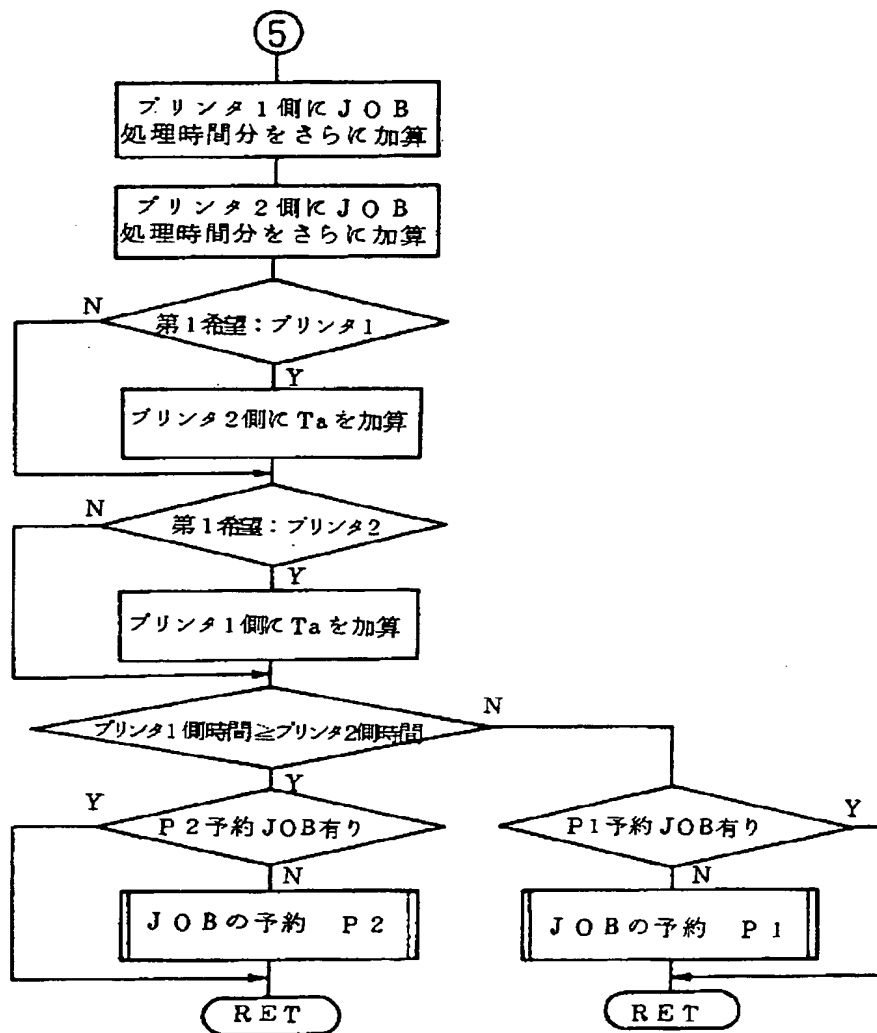 5
プリンタ1側にJOB
処理時間分をさらに加算
プリンタ2側にJOB
処理時間分をさらに加算
N
第1希望：プリンタ1
Y
プリンタ2側にTaを加算
N
第1希望：プリンタ2
Y
プリンタ1側にTaを加算
プリンタ1側時間≧プリンタ2側時間
N
Y
Y
P2予約JOB有り
P1予約JOB有り
Y
N
N
JOBの予約 P2
JOBの予約 P1
RET
RET